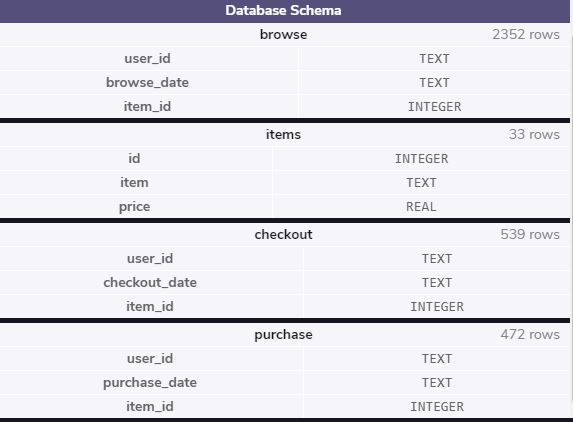 Database Schema
browse 2352 rows
user_id TEXT
browse_date TEXT
item_id INTEGER
items 33 rows
id INTEGER
item TEXT
price REAL
checkout 539 rows
user_id TEXT
checkout_date TEXT
item_id INTEGER
purchase 472 rows
user_id TEXT
purchase_date TEXT
item_id INTEGER